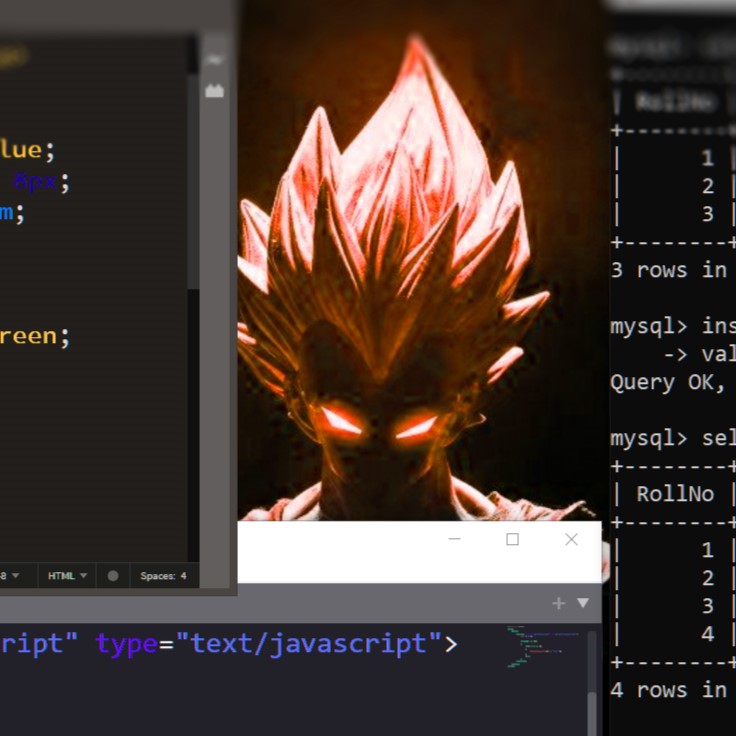 lue;
8px;
m;
reen;
HTML
Spaces: 4
ript" type="text/javascript">
| RollNo
+--------+
| 1 |
| 2 |
| 3 |
+--------+
3 rows in
mysql> ins
-> val
Query OK,
mysql> sel
+--------+
| RollNo |
+--------+
| 1 |
| 2 |
| 3 |
| 4 |
+--------+
4 rows in